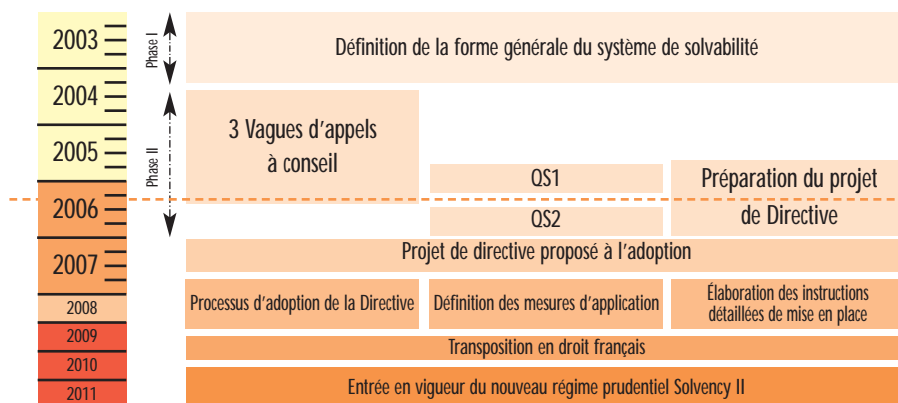 2003
2004
2005
2006
2007
2008
2009
2010
2011
Phase I
Phase II
Définition de la forme générale du système de solvabilité
3 Vagues d'appels
à conseil
QS1
QS2
Préparation du projet
de Directive
Projet de directive proposé à l'adoption
Processus d'adoption de la Directive
Définition des mesures d'application
Élaboration des instructions
détaillées de mise en place
Transposition en droit français
Entrée en vigueur du nouveau régime prudentiel Solvency II